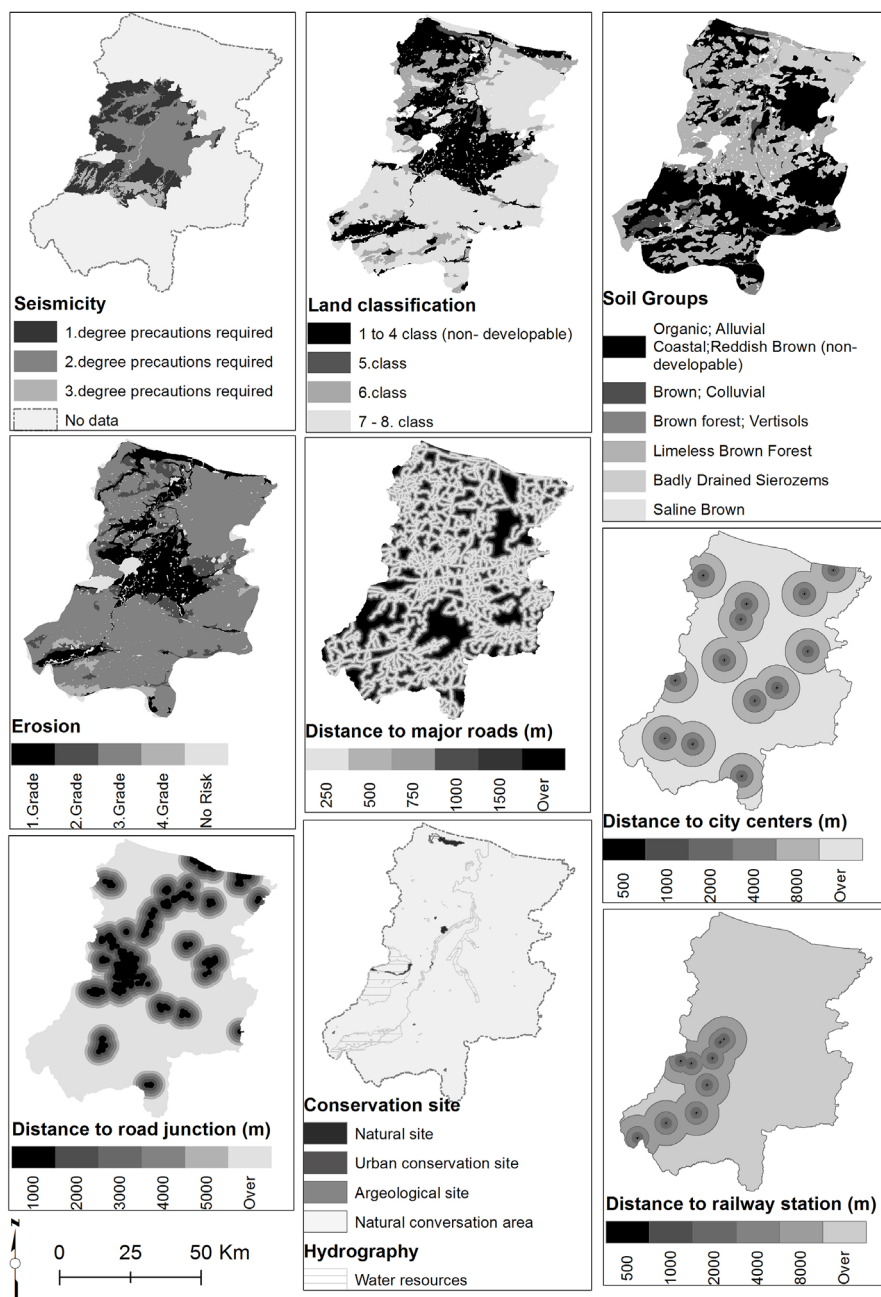 Seismicity
1.degree precautions required
2.degree precautions required
3.degree precautions required
No data
Land classification
1 to 4 class (non- developable)
5.class
6.class
7 - 8. class
Soil Groups
Organic; Alluvial
Coastal;Reddish Brown (non-
developable)
Brown; Colluvial
Brown forest; Vertisols
Limeless Brown Forest
Badly Drained Sierozems
Saline Brown
Erosion
1.Grade
2.Grade
3.Grade
4.Grade
No Risk
Distance to major roads (m)
250
500
750
1000
1500
Over
Distance to city centers (m)
500
1000
2000
4000
8000
Over
Distance to road junction (m)
1000
2000
3000
4000
5000
Over
Conservation site
Natural site
Urban conservation site
Argeological site
Natural conversation area
Hydrography
Water resources
Distance to railway station (m)
500
1000
2000
4000
8000
Over
z
0 25 50 Km